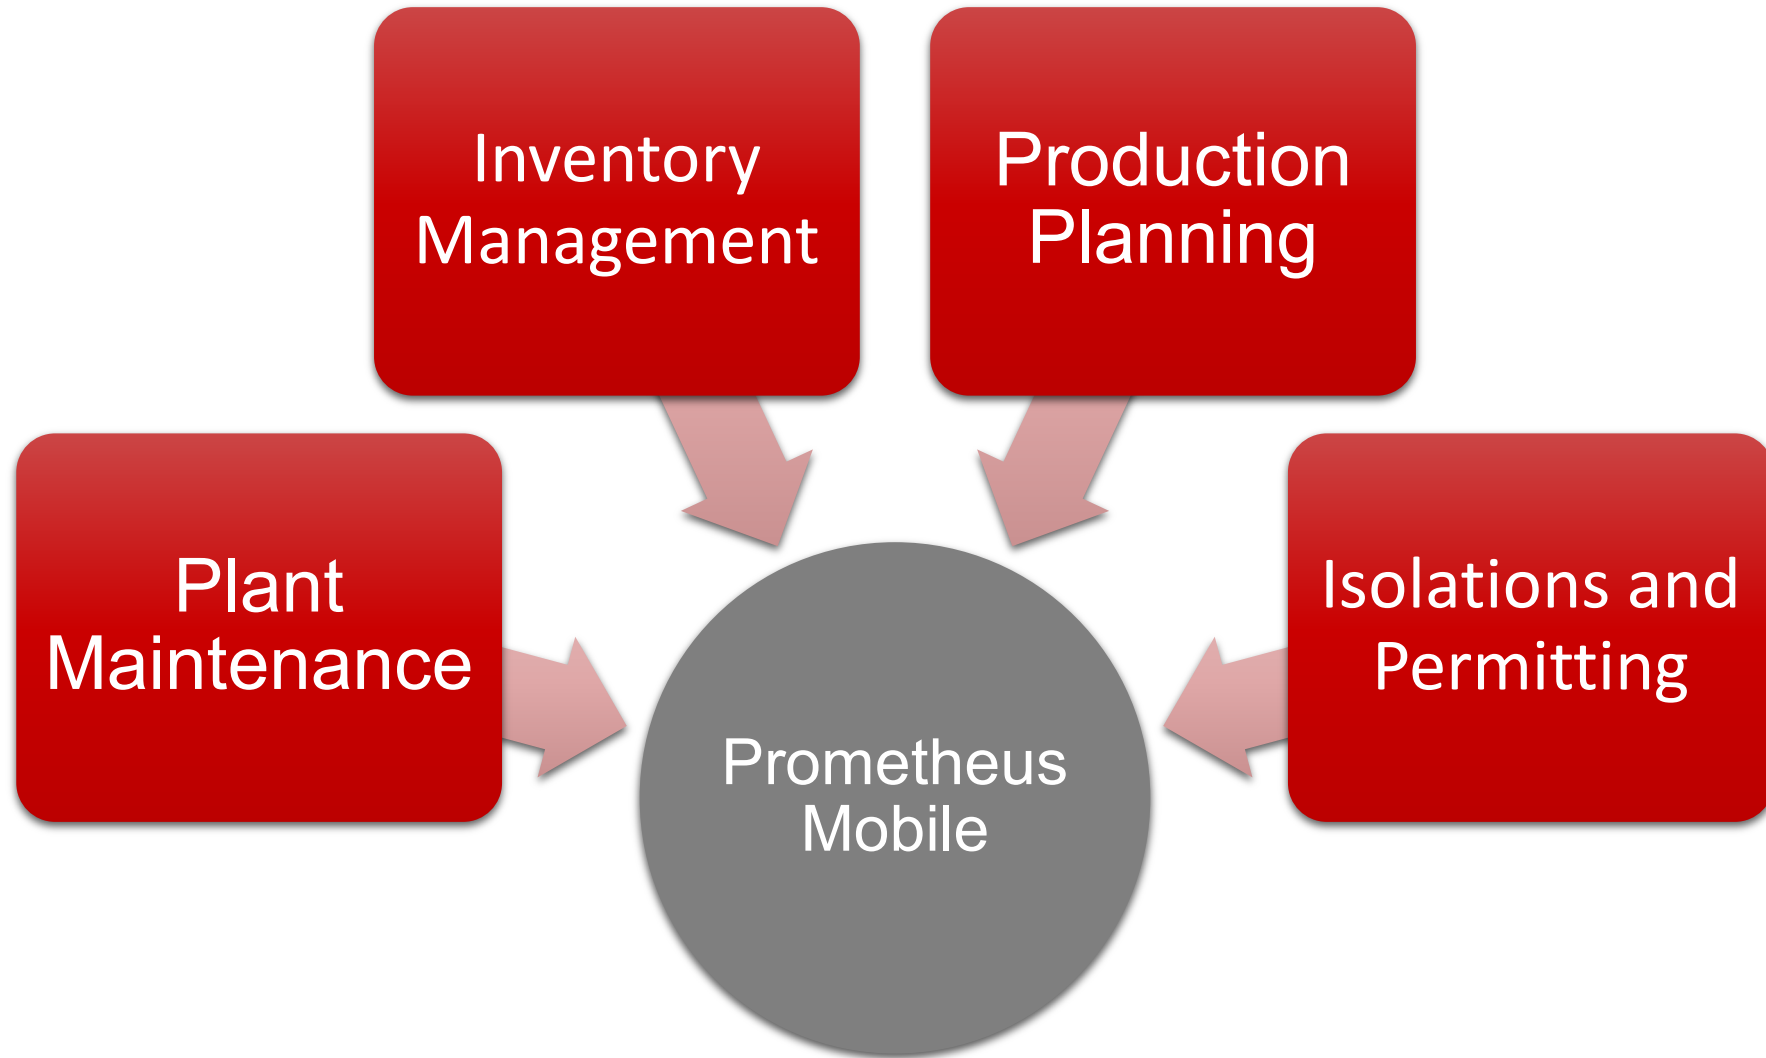 Inventory
Management
Production
Planning
Plant
Maintenance
Isolations and
Permitting
Prometheus
Mobile